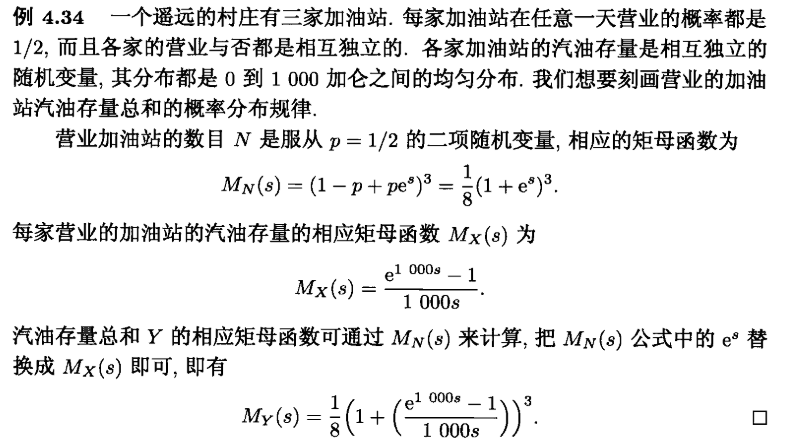 例 4.34 一个遥远的村庄有三家加油站. 每家加油站在任意一天营业的概率都是
1/2, 而且各家的营业与否都是相互独立的. 各家加油站的汽油存量是相互独立的
随机变量, 其分布都是 0 到 1 000 加仑之间的均匀分布. 我们想要刻画营业的加油
站汽油存量总和的概率分布规律.
营业加油站的数目 N 是服从 p = 1/2 的二项随机变量, 相应的矩母函数为
M_N(s) = (1 − p + pe^s)^3 = \frac{1}{8}(1 + e^s)^3.
每家营业的加油站的汽油存量的相应矩母函数 M_X(s) 为
M_X(s) = \frac{e^{1 000s} − 1}{1 000s}.
汽油存量总和 Y 的相应矩母函数可通过 M_N(s) 来计算, 把 M_N(s) 公式中的 e^s 替
换成 M_X(s) 即可, 即有
M_Y(s) = \frac{1}{8}(1 + (\frac{e^{1 000s} − 1}{1 000s}))^3. □